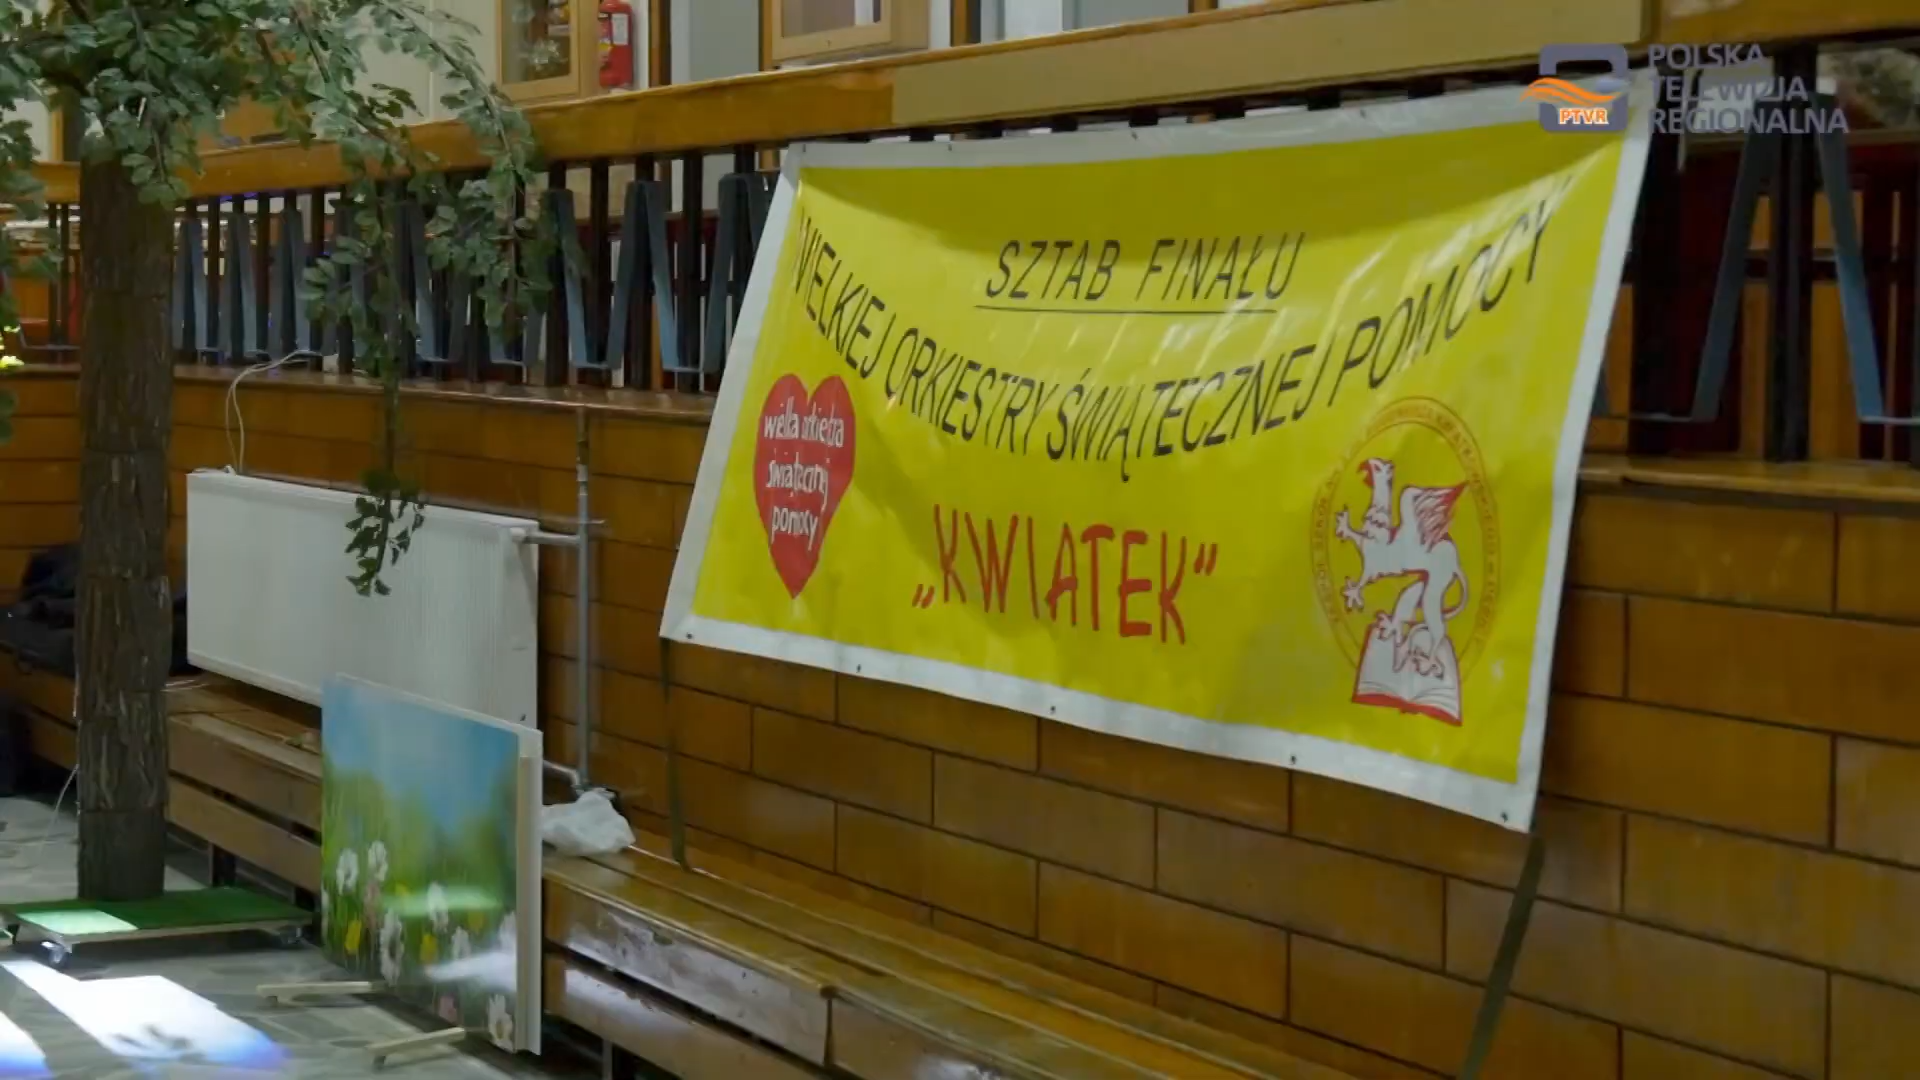 POLSKA
TELEWIZJA
REGIONALNA
PTVR
SZTAB FINAŁU
WIELKIEJ ORKIESTRY ŚWIĄTECZNEJ POMOCY
wielka orkiestra
świątecznej
pomocy
„KWIATEK”